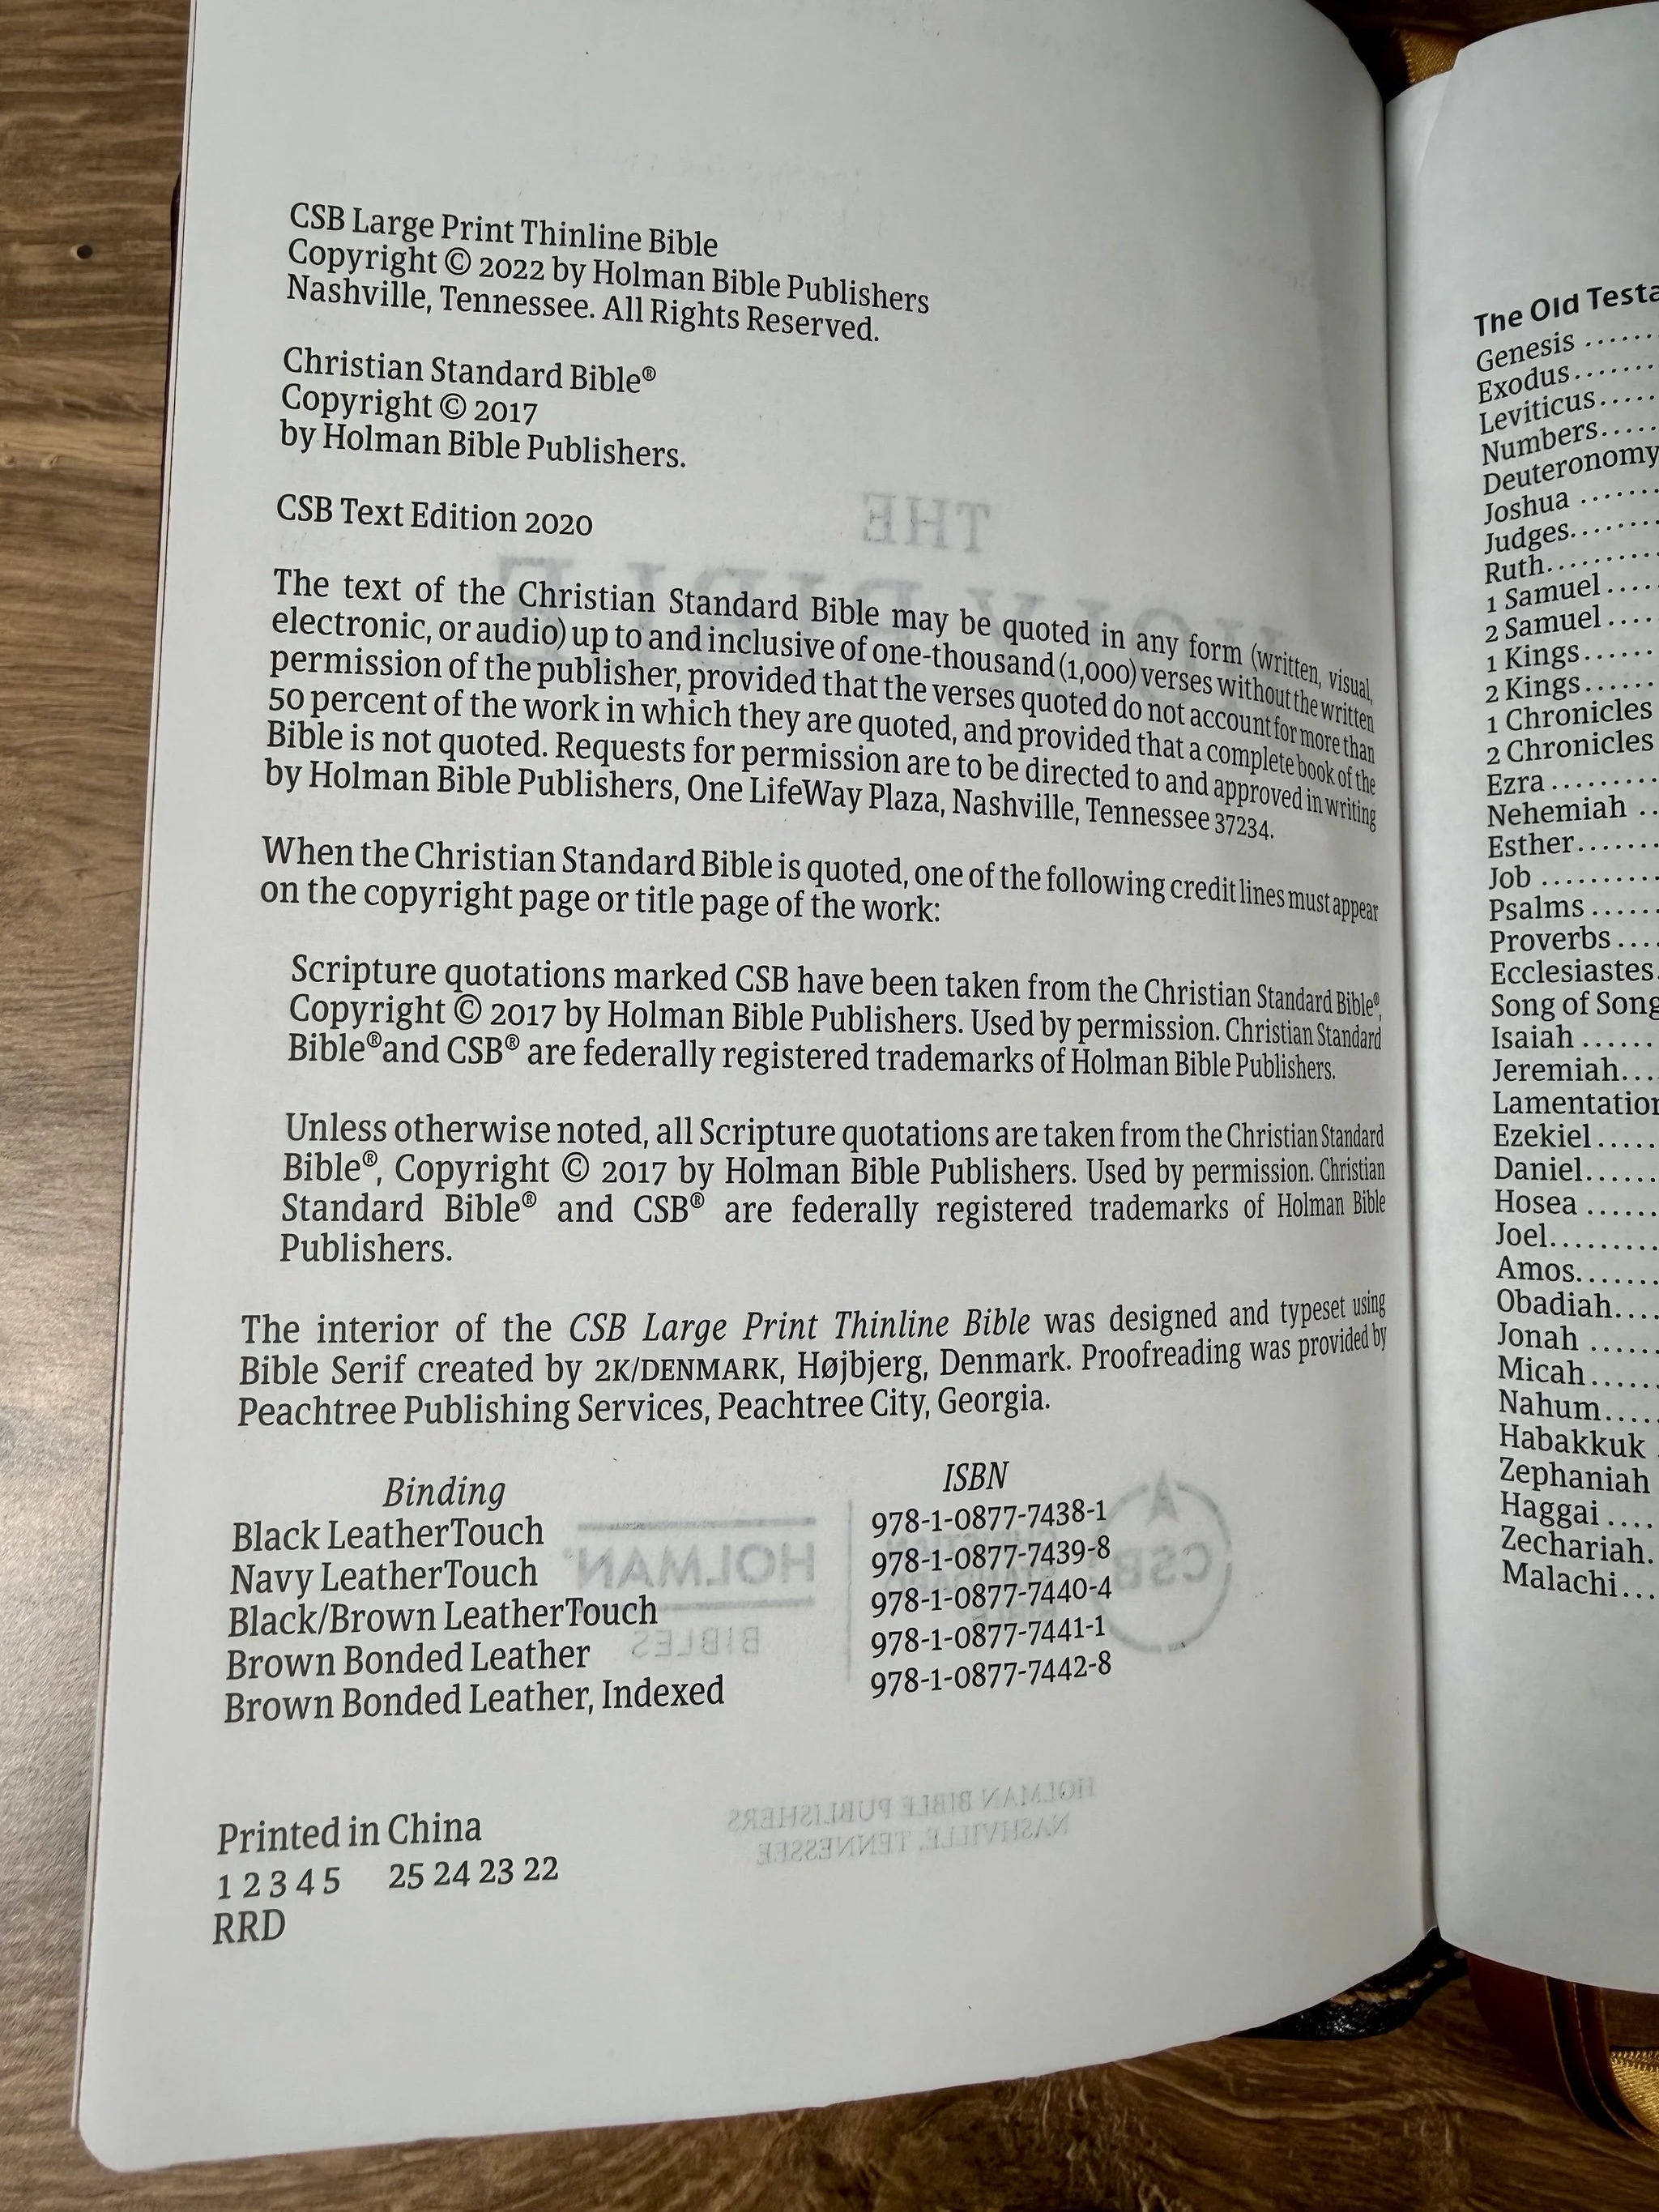 CSB Large Print Thinline Bible
Copyright © 2022 by Holman Bible Publishers
Nashville, Tennessee. All Rights Reserved.
Christian Standard Bible®
Copyright © 2017
by Holman Bible Publishers.
CSB Text Edition 2020
The text of the Christian Standard Bible may be quoted in any form (written, visual,
electronic, or audio) up to and inclusive of one-thousand (1,000) verses without the written
permission of the publisher, provided that the verses quoted do not account for more than
50 percent of the work in which they are quoted, and provided that a complete book of the
Bible is not quoted. Requests for permission are to be directed to and approved in writing
by Holman Bible Publishers, One LifeWay Plaza, Nashville, Tennessee 37234.
When the Christian Standard Bible is quoted, one of the following credit lines must appear
on the copyright page or title page of the work:
Scripture quotations marked CSB have been taken from the Christian Standard Bible®,
Copyright © 2017 by Holman Bible Publishers. Used by permission. Christian Standard
Bible®and CSB® are federally registered trademarks of Holman Bible Publishers.
Unless otherwise noted, all Scripture quotations are taken from the Christian Standard
Bible®, Copyright © 2017 by Holman Bible Publishers. Used by permission. Christian
Standard Bible® and CSB® are federally registered trademarks of Holman Bible
Publishers.
The interior of the CSB Large Print Thinline Bible was designed and typeset using
Bible Serif created by 2K/DENMARK, Højbjerg, Denmark. Proofreading was provided by
Peachtree Publishing Services, Peachtree City, Georgia.
Binding ISBN
Black LeatherTouch 978-1-0877-7438-1
Navy LeatherTouch 978-1-0877-7439-8
Black/Brown LeatherTouch 978-1-0877-7440-4
Brown Bonded Leather 978-1-0877-7441-1
Brown Bonded Leather, Indexed 978-1-0877-7442-8
Printed in China
1 2 3 4 5 25 24 23 22
RRD
THE
HOLY BIBLE
HOLMAN
BIBLES
CSB
HOLMAN BIBLE PUBLISHERS
NASHVILLE, TENNESSEE
The Old Testa
Genesis ......
Exodus.......
Leviticus.....
Numbers.....
Deuteronomy
Joshua ......
Judges.......
Ruth.........
1 Samuel ....
2 Samuel ....
1 Kings......
2 Kings......
1 Chronicles
2 Chronicles
Ezra ........
Nehemiah ..
Esther.......
Job .........
Psalms .....
Proverbs ....
Ecclesiastes.
Song of Song
Isaiah ......
Jeremiah...
Lamentation
Ezekiel .....
Daniel......
Hosea ......
Joel.........
Amos.......
Obadiah....
Jonah .....
Micah.....
Nahum....
Habakkuk .
Zephaniah
Haggai ....
Zechariah.
Malachi...